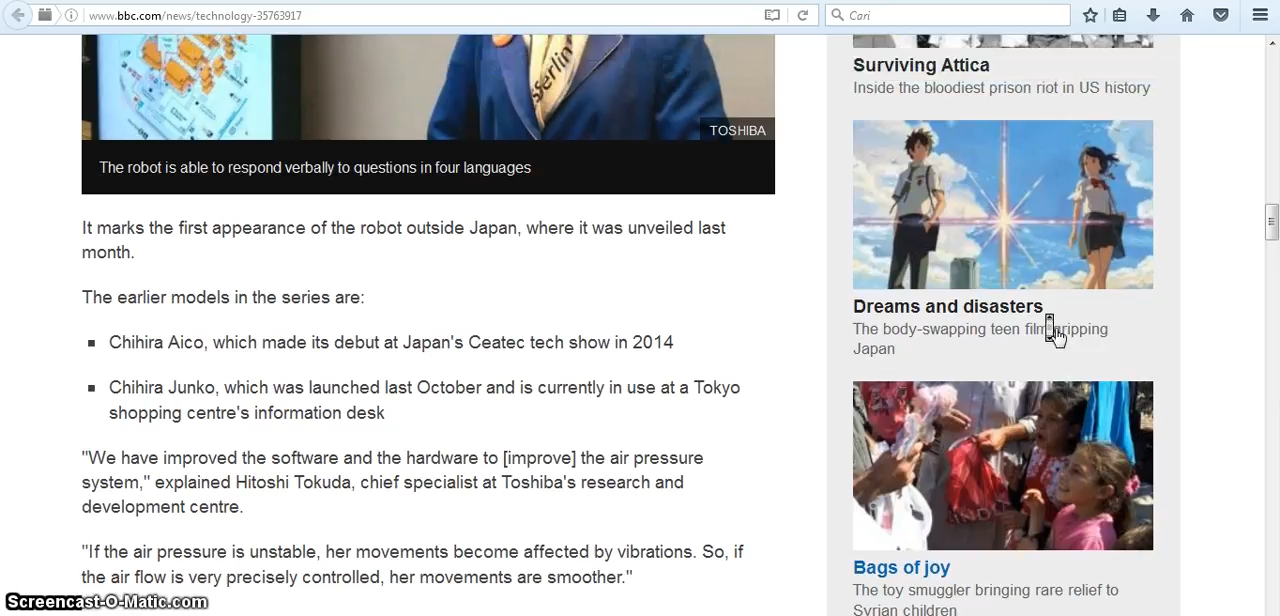 www.bbc.com/news/technology-35763917
Cari
TOSHIBA
The robot is able to respond verbally to questions in four languages
It marks the first appearance of the robot outside Japan, where it was unveiled last
month.
The earlier models in the series are:
Chihira Aico, which made its debut at Japan's Ceatec tech show in 2014
Chihira Junko, which was launched last October and is currently in use at a Tokyo
shopping centre's information desk
"We have improved the software and the hardware to [improve] the air pressure
system," explained Hitoshi Tokuda, chief specialist at Toshiba's research and
development centre.
"If the air pressure is unstable, her movements become affected by vibrations. So, if
the air flow is very precisely controlled, her movements are smoother."
Surviving Attica
Inside the bloodiest prison riot in US history
Dreams and disasters
The body-swapping teen film gripping
Japan
Bags of joy
The toy smuggler bringing rare relief to
Syrian children
Screencast-O-Matic.com